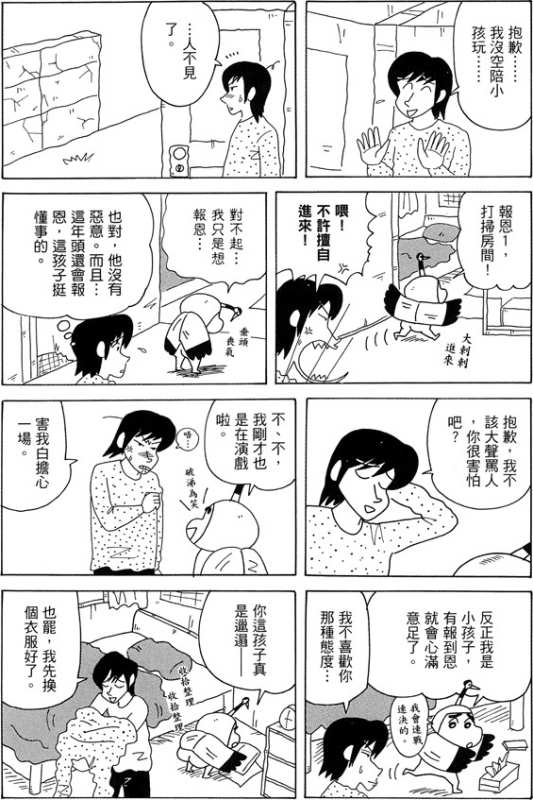 抱歉……
我沒空陪小
孩玩……
…人不見
了。
報恩1，
打掃房間！
喂！
不許擅自
進來！
大剌剌
進來
對不起…
我只是想
報恩…
垂頭
喪氣
也對，他沒有
惡意。而且…
這年頭還會報
恩，這孩子挺
懂事的。
抱歉，我不
該大聲罵人
，你很害怕
吧？
不、不，
我剛才也
是在演戲
啦。
破涕為笑
唔…
害我白擔心
一場。
反正我是
小孩子，
有報到恩
就會心滿
意足了。
我會速戰
速決的。
我不喜歡你
那種態度…
你這孩子真
是邋遢…
收拾整理
收拾整理
也罷，我先換
個衣服好了。